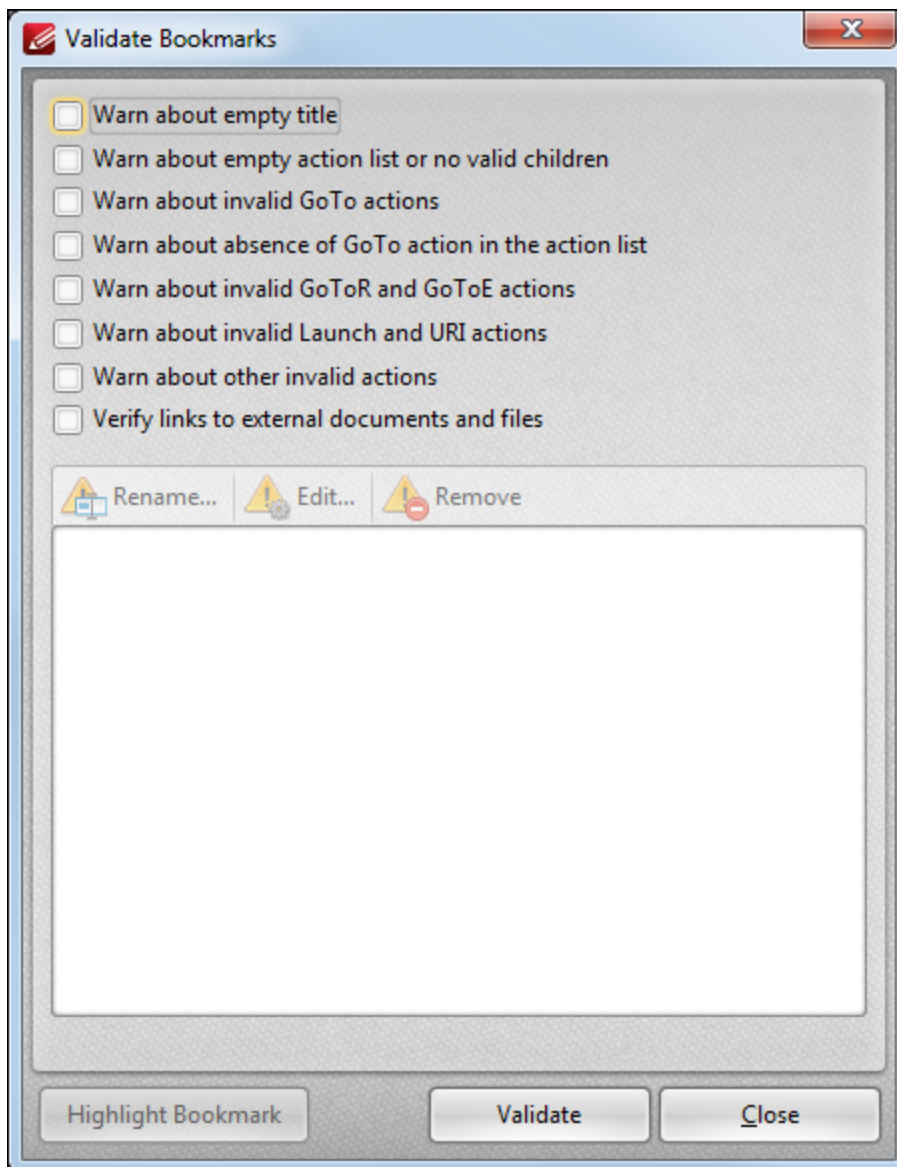 Validate Bookmarks
Warn about empty title
Warn about empty action list or no valid children
Warn about invalid GoTo actions
Warn about absence of GoTo action in the action list
Warn about invalid GoToR and GoToE actions
Warn about invalid Launch and URI actions
Warn about other invalid actions
Verify links to external documents and files
Rename... Edit... Remove
Highlight Bookmark Validate Close